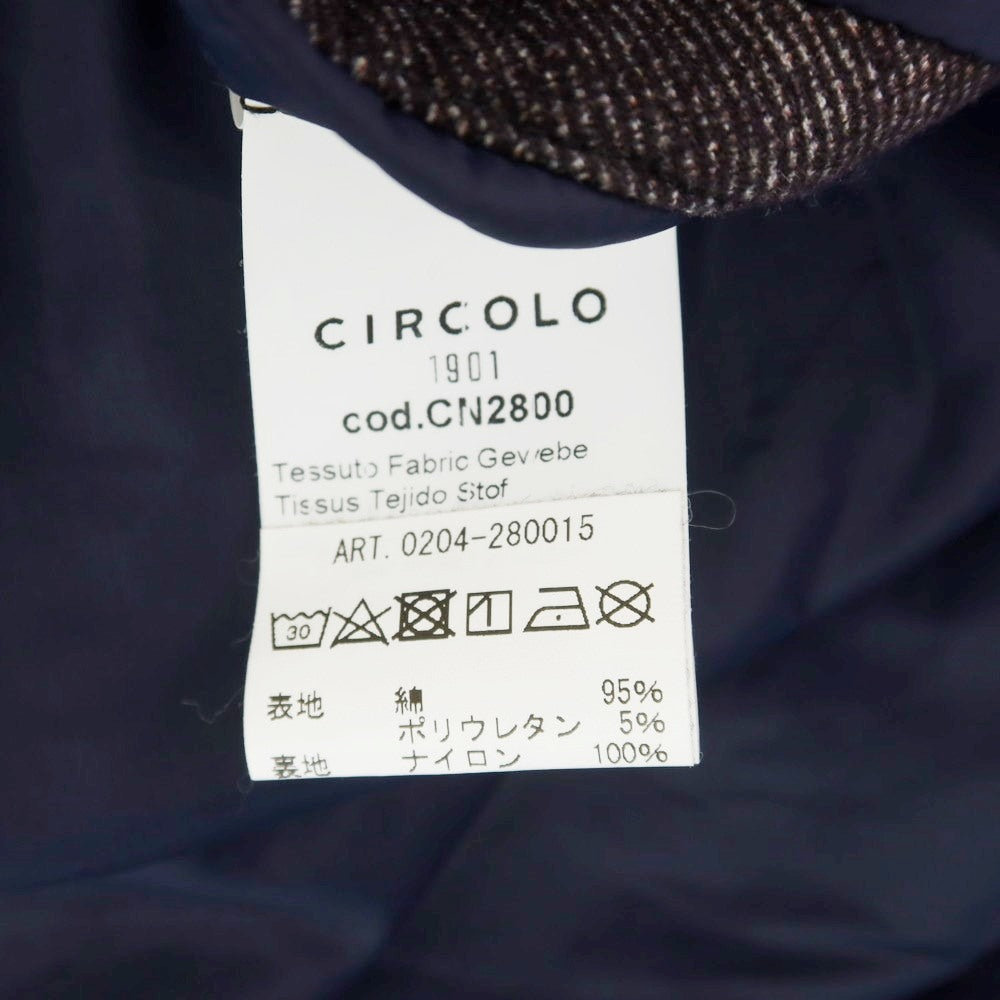 CIRCOLO
1901
cod.CN2800
Tessuto Fabric Gewebe
Tissus Tejido Stof
ART. 0204-280015
30
表地 綿 95%
ポリウレタン 5%
裏地 ナイロン 100%